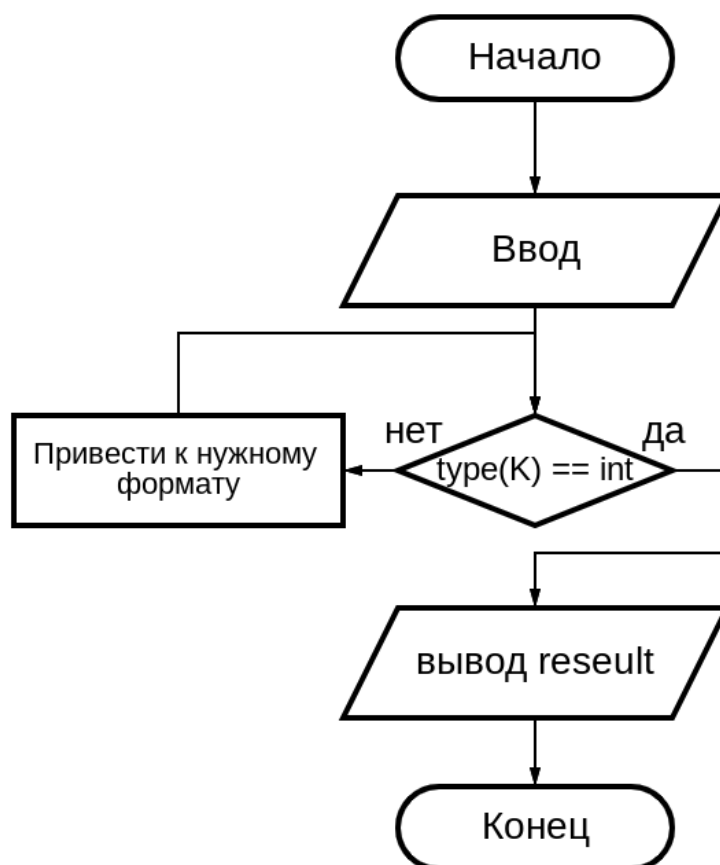 Начало
Ввод
нет
да
type(K) == int
Привести к нужному
формату
вывод reseult
Конец